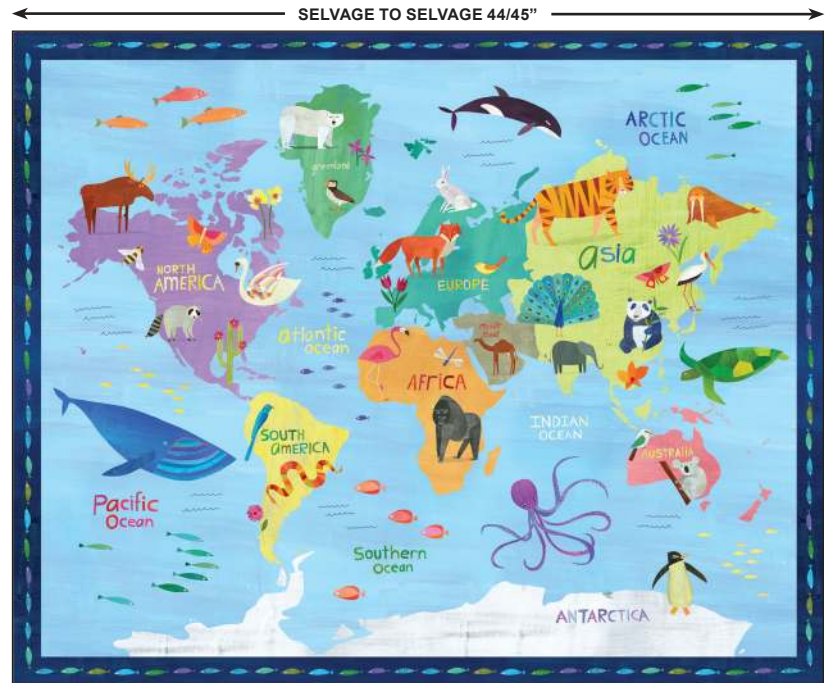 SELVAGE TO SELVAGE 44/45”
ARCTIC
OCEAN
greenland
asia
NORTH
AMERICA
EUROPE
atlantic
ocean
AFRICA
INDIAN
OCEAN
SOUTH
AMERICA
AUSTRALIA
Pacific
Ocean
Southern
Ocean
ANTARCTICA